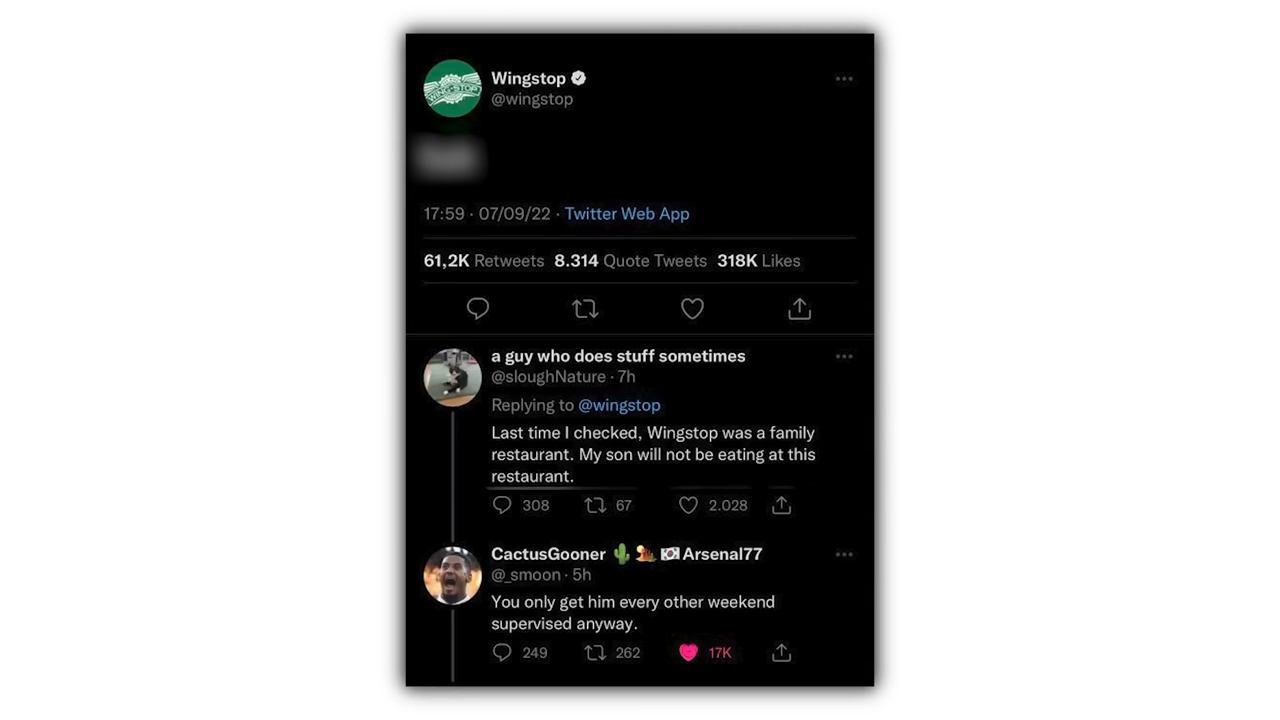 Wingstop
@wingstop
17:59 · 07/09/22 · Twitter Web App
61,2K Retweets 8.314 Quote Tweets 318K Likes
a guy who does stuff sometimes
@sloughNature · 7h
Replying to @wingstop
Last time I checked, Wingstop was a family
restaurant. My son will not be eating at this
restaurant.
308 67 2.028
CactusGooner 🌵🏜️🇰🇷Arsenal77
@_smoon · 5h
You only get him every other weekend
supervised anyway.
249 262 17K